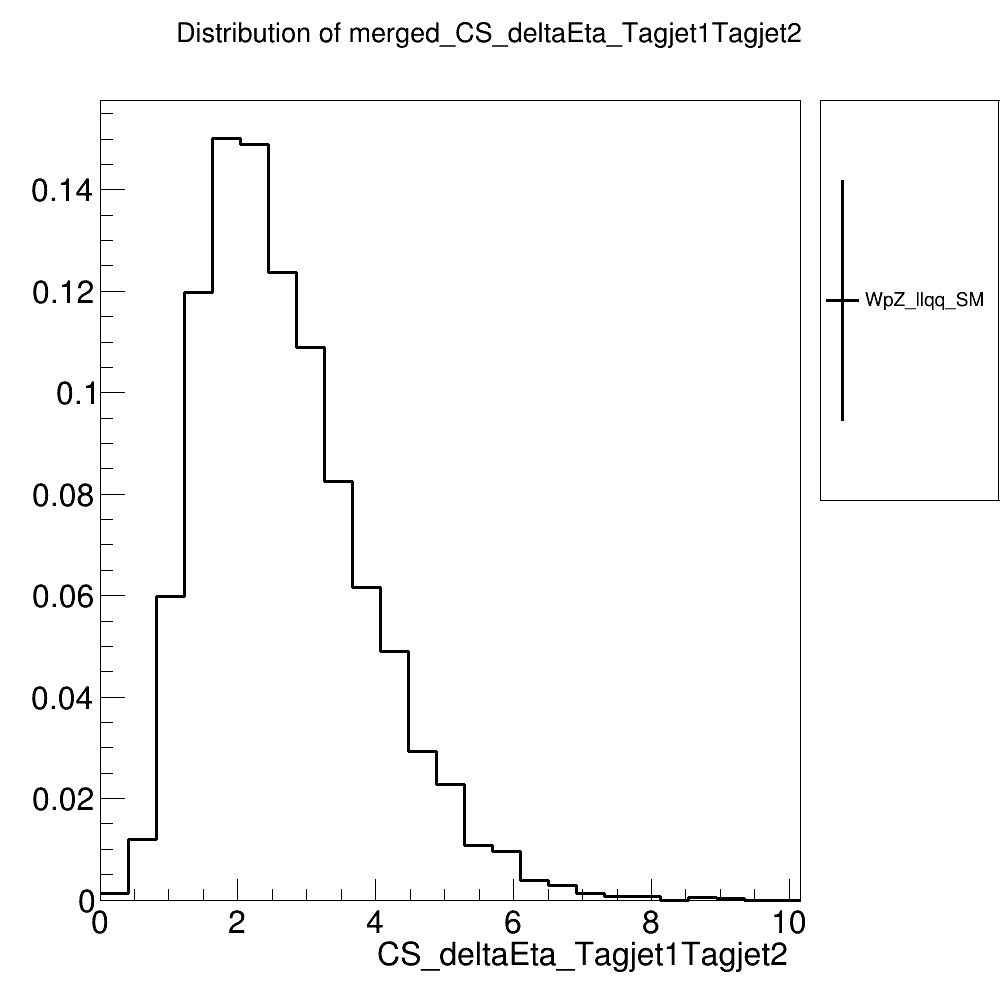 Distribution of merged_CS_deltaEta_Tagjet1Tagjet2
0.14
0.12
0.1
0.08
0.06
0.04
0.02
0
0 2 4 6 8 10
CS_deltaEta_Tagjet1Tagjet2
WpZ_llqq_SM